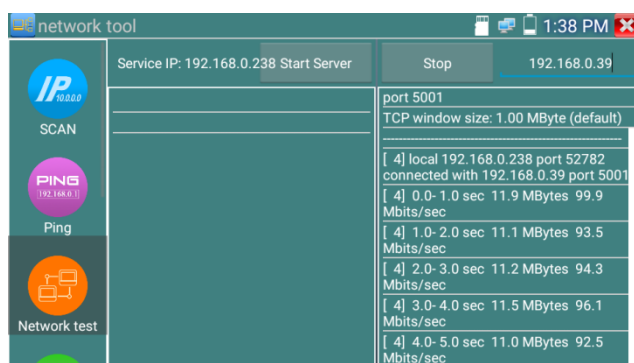 network tool
1:38 PM
Service IP: 192.168.0.238 Start Server
Stop
192.168.0.39
IP
10.0.0.0
SCAN
PING
192.168.0.1
Ping
Network test
port 5001
TCP window size: 1.00 MByte (default)
------------------------------------------------------------
[ 4] local 192.168.0.238 port 52782
connected with 192.168.0.39 port 5001
[ 4] 0.0- 1.0 sec 11.9 MBytes 99.9
Mbits/sec
[ 4] 1.0- 2.0 sec 11.1 MBytes 93.5
Mbits/sec
[ 4] 2.0- 3.0 sec 11.2 MBytes 94.3
Mbits/sec
[ 4] 3.0- 4.0 sec 11.5 MBytes 96.1
Mbits/sec
[ 4] 4.0- 5.0 sec 11.0 MBytes 92.5
Mbits/sec